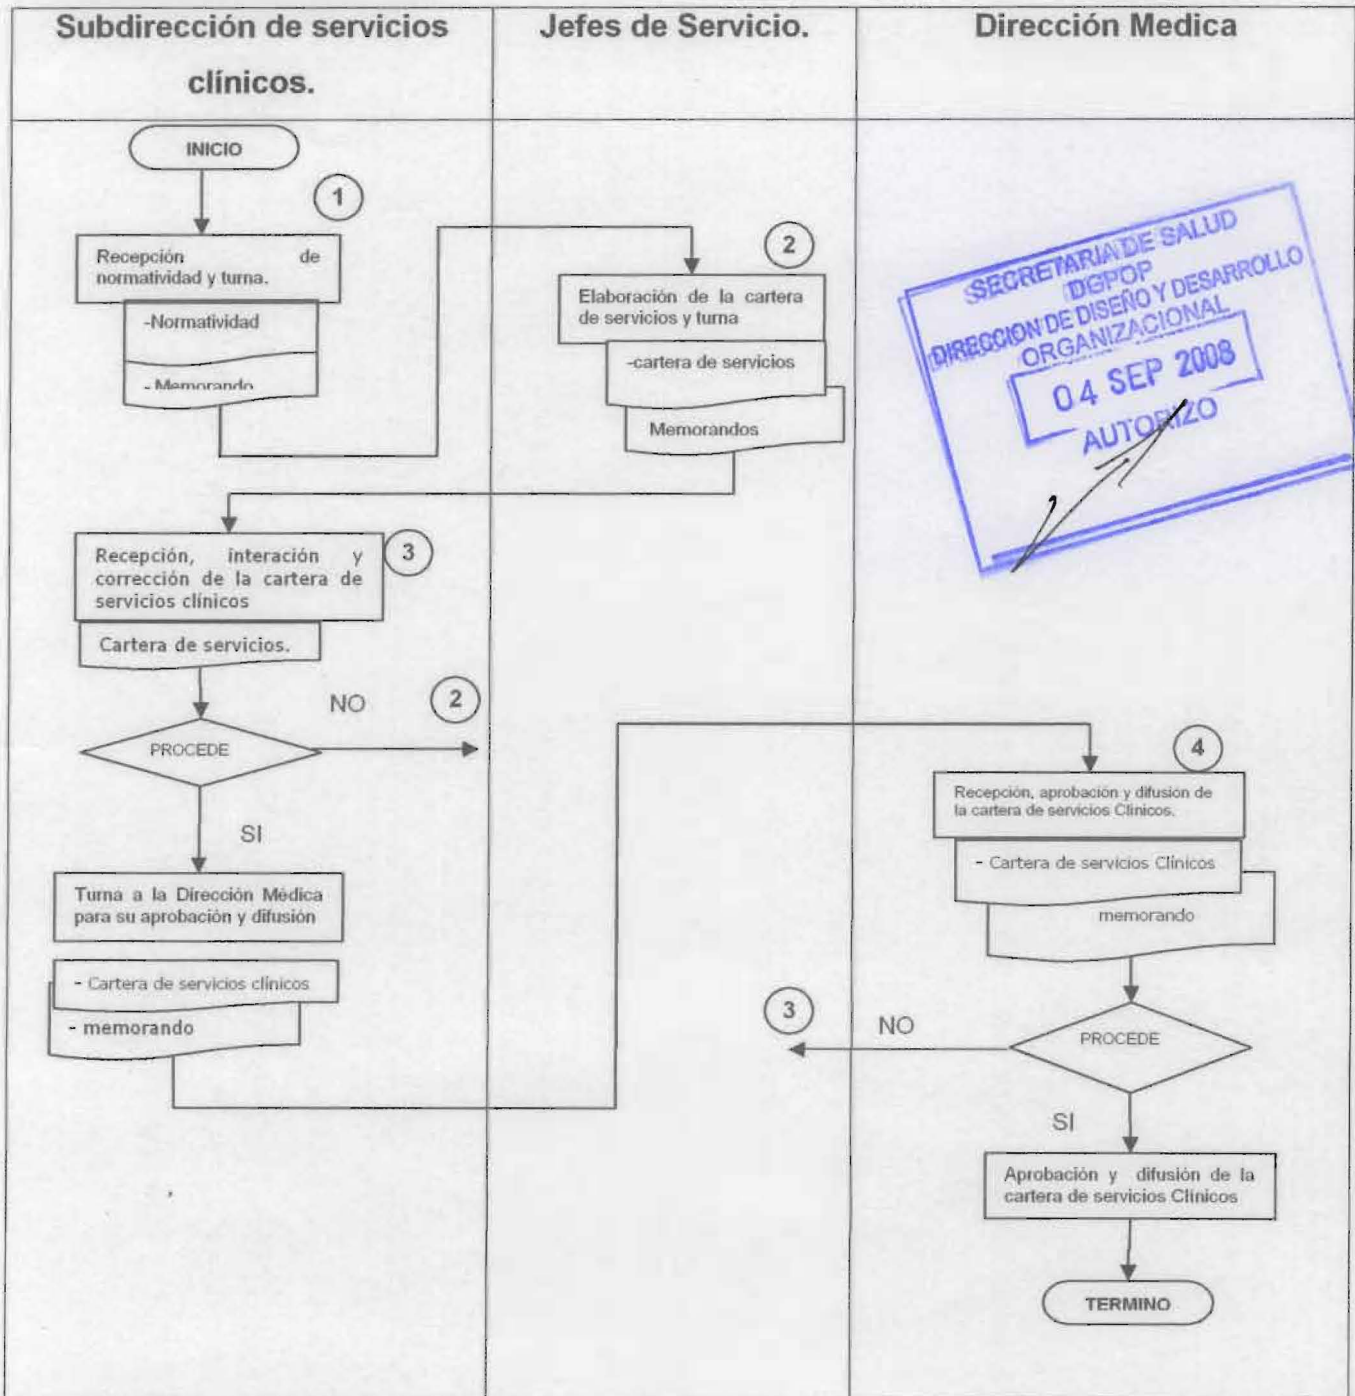 Subdirección de servicios
clínicos.
Jefes de Servicio.
Dirección Medica
INICIO
1
Recepción de
normatividad y turna.
-Normatividad
- Memorando
2
Elaboración de la cartera
de servicios y turna
-cartera de servicios
Memorandos
SECRETARIA DE SALUD
DGPOP
DIRECCION DE DISEÑO Y DESARROLLO
ORGANIZACIONAL
04 SEP 2008
AUTORIZO
3
Recepción, interación y
corrección de la cartera de
servicios clínicos
Cartera de servicios.
NO
2
PROCEDE
SI
Turna a la Dirección Médica
para su aprobación y difusión
- Cartera de servicios clínicos
- memorando
4
Recepción, aprobación y difusión de
la cartera de servicios Clinicos.
- Cartera de servicios Clínicos
memorando
3
NO
PROCEDE
SI
Aprobación y difusión de la
cartera de servicios Clínicos
TERMINO